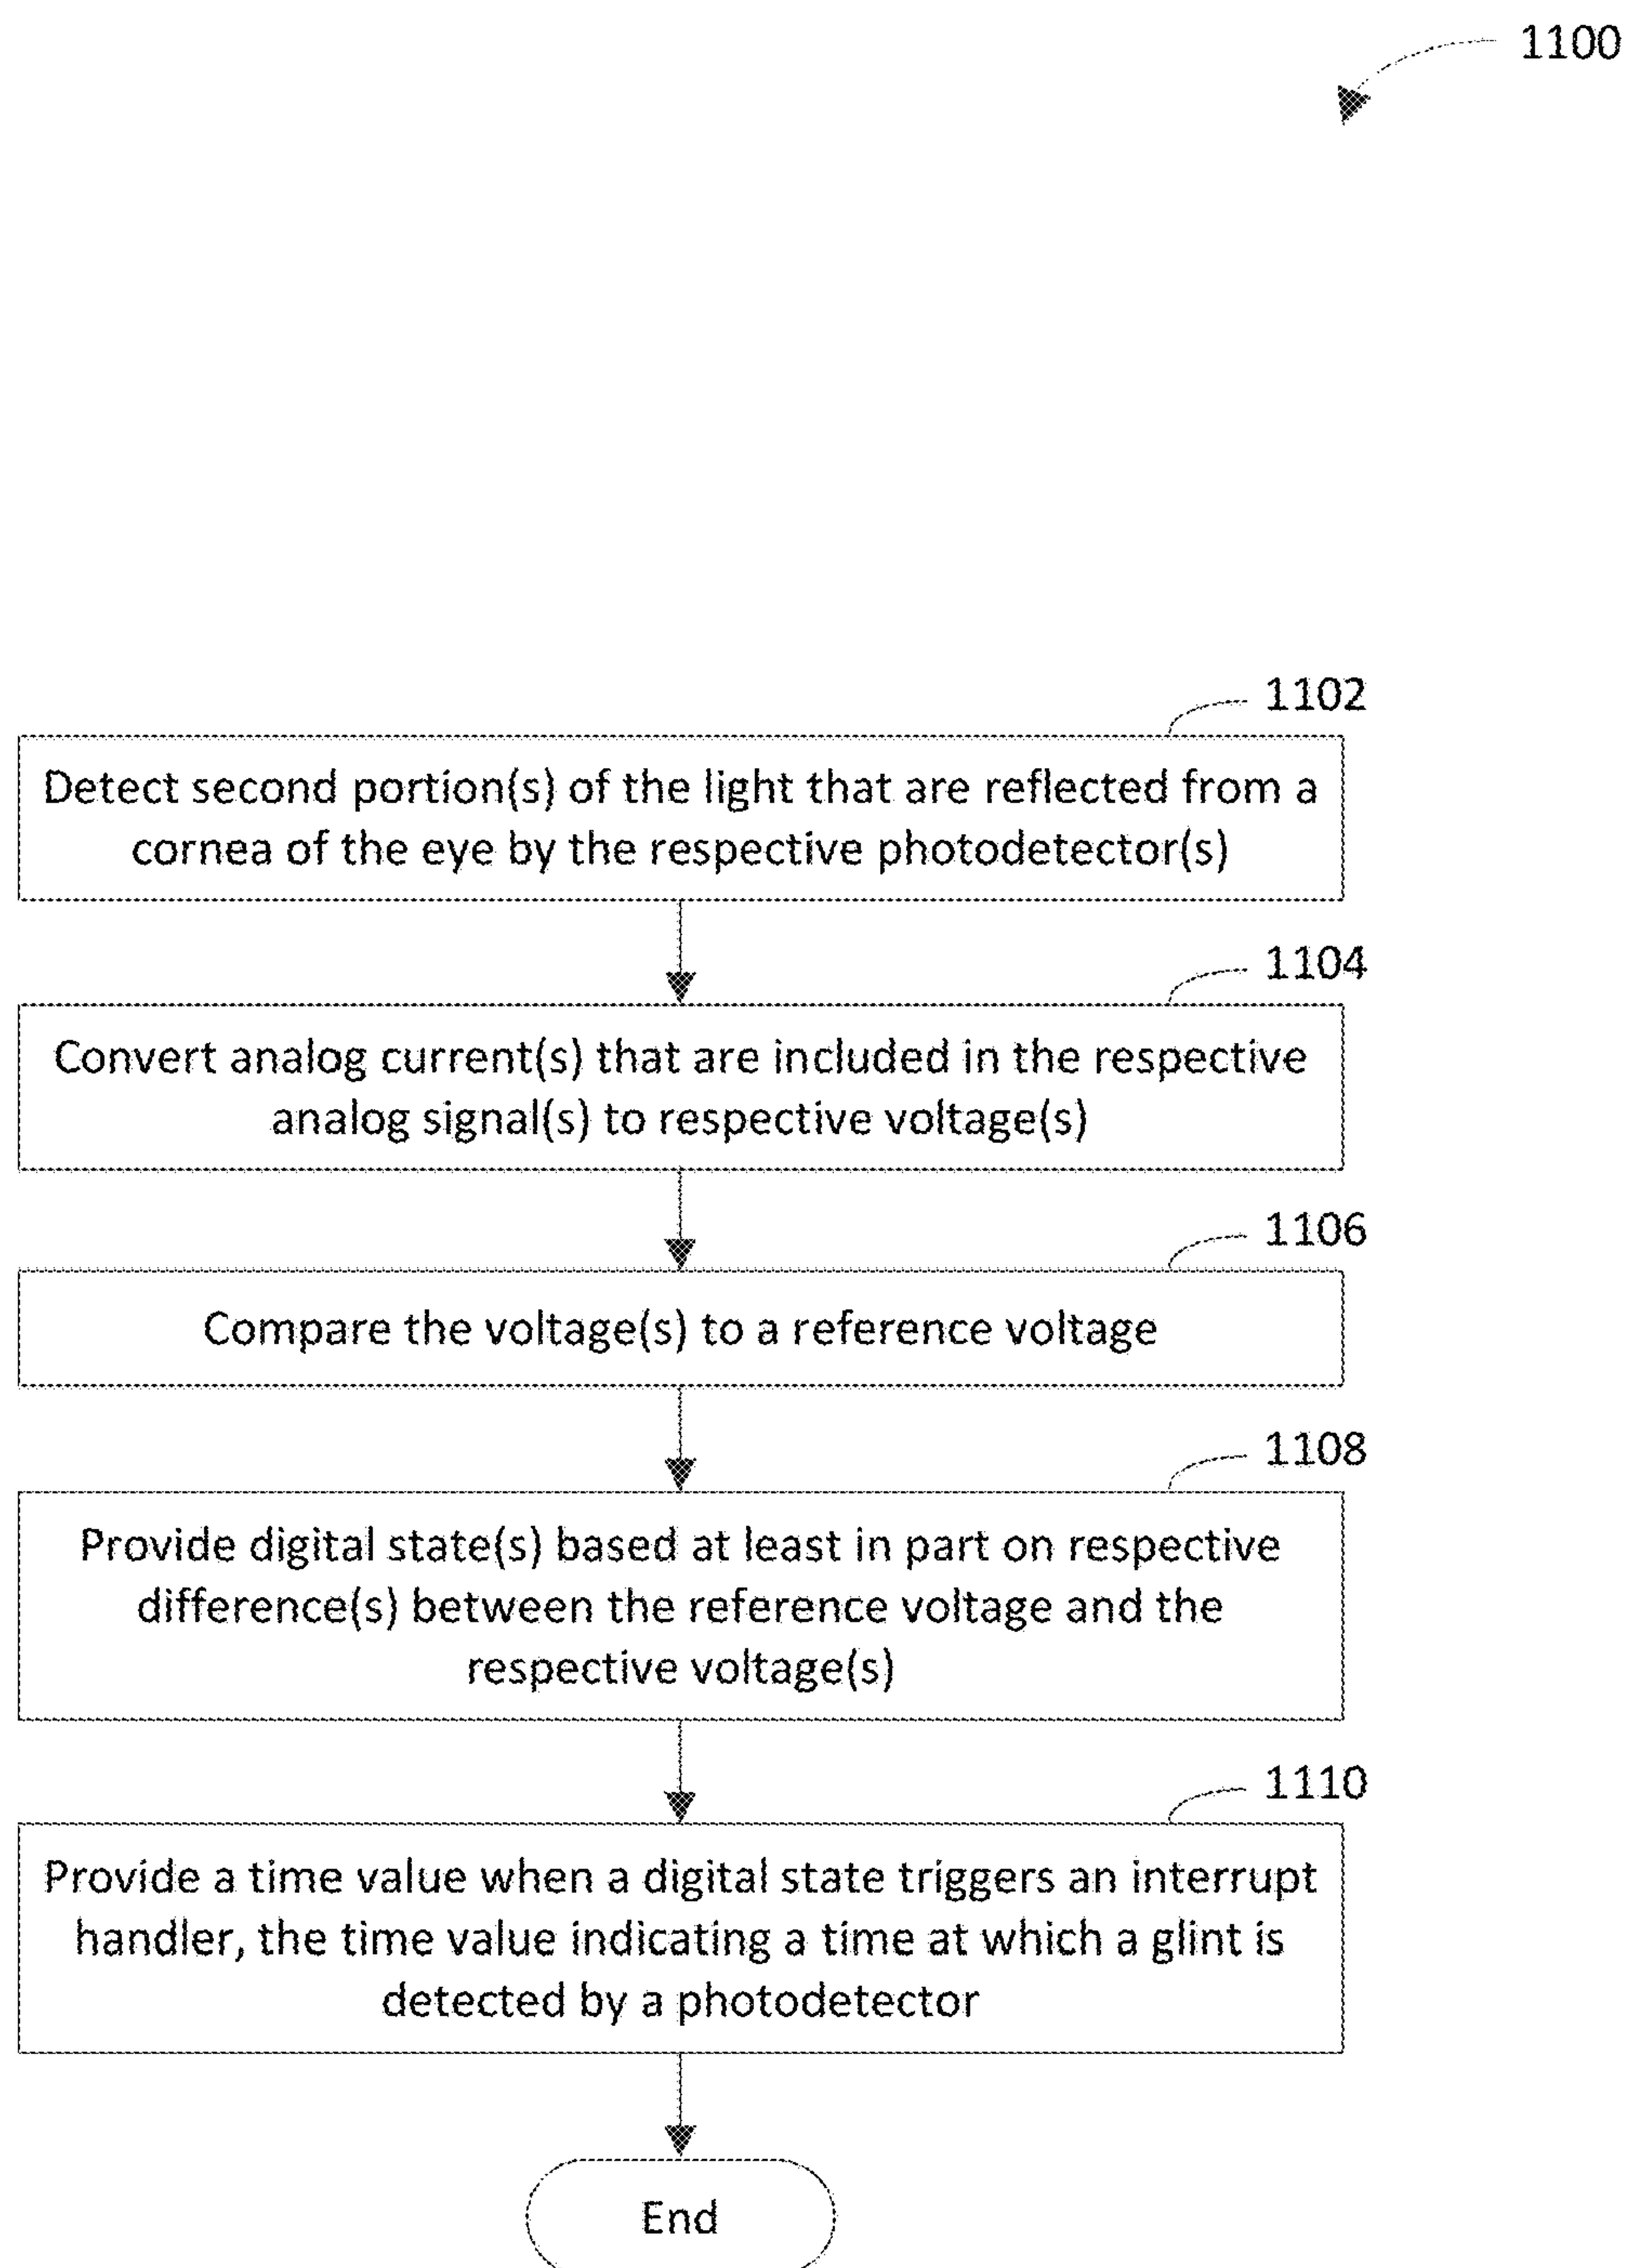 1100
1102
Detect second portion(s) of the light that are reflected from a
cornea of the eye by the respective photodetector(s)
1104
Convert analog current(s) that are included in the respective
analog signal(s) to respective voltage(s)
1106
Compare the voltage(s) to a reference voltage
1108
Provide digital state(s) based at least in part on respective
difference(s) between the reference voltage and the
respective voltage(s)
1110
Provide a time value when a digital state triggers an interrupt
handler, the time value indicating a time at which a glint is
detected by a photodetector
End